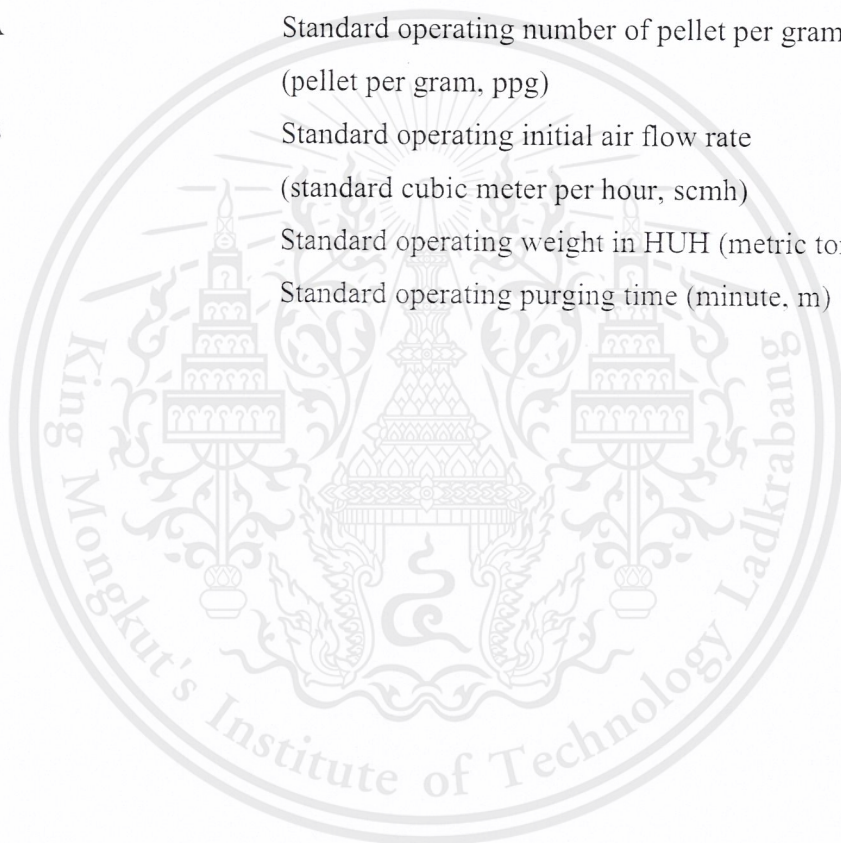 Standard operating number of pellet per gram
(pellet per gram, ppg)
Standard operating initial air flow rate
(standard cubic meter per hour, scmh)
Standard operating weight in HUH (metric
Standard operating purging time (minute, m)
King Mongkut's Institute of Technology Ladkrabang